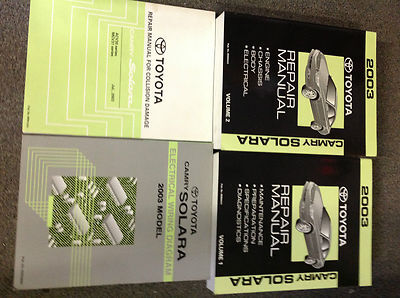 TOYOTA
REPAIR MANUAL FOR COLLISION DAMAGE
CAMRY Solara
2003
TOYOTA
REPAIR
MANUAL
• ENGINE
• CHASSIS
• BODY
• ELECTRICAL
VOLUME 2
CAMRY SOLARA
TOYOTA
CAMRY
SOLARA
2003 MODEL
ELECTRICAL WIRING DIAGRAM
2003
TOYOTA
REPAIR
MANUAL
• MAINTENANCE
• PREPARATION
• SPECIFICATIONS
• DIAGNOSTICS
VOLUME 1
CAMRY SOLARA